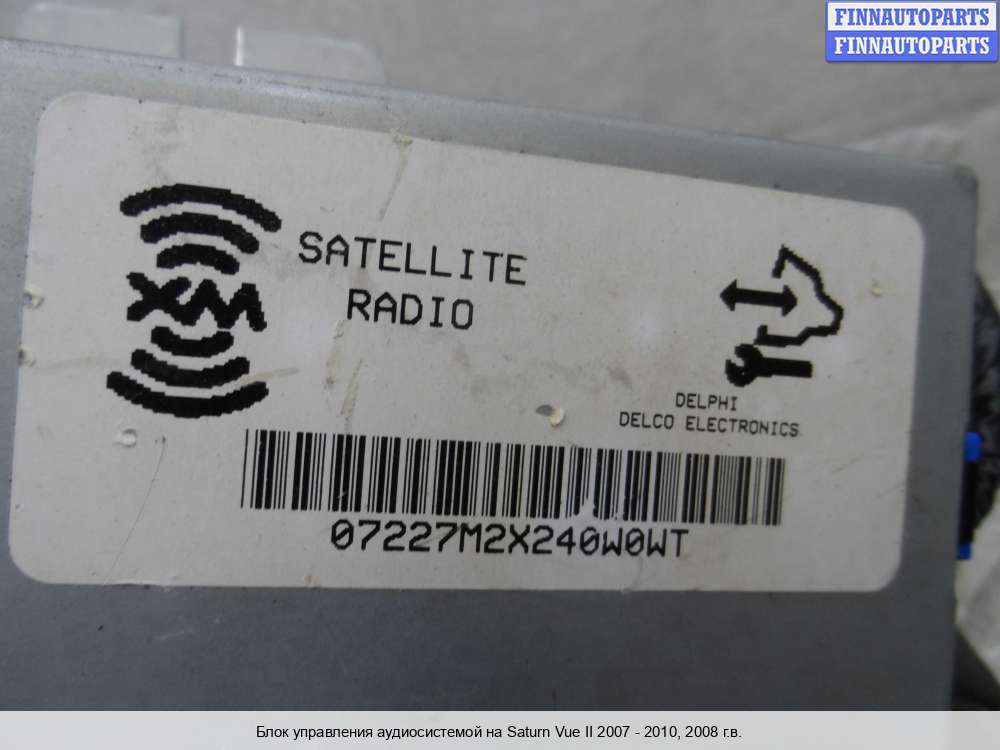 FINNAUTOPARTS
FINNAUTOPARTS
XM
SATELLITE
RADIO
DELPHI
DELCO ELECTRONICS
07227M2X240W0WT
Блок управления аудиосистемой на Saturn Vue II 2007 - 2010, 2008 г.в.